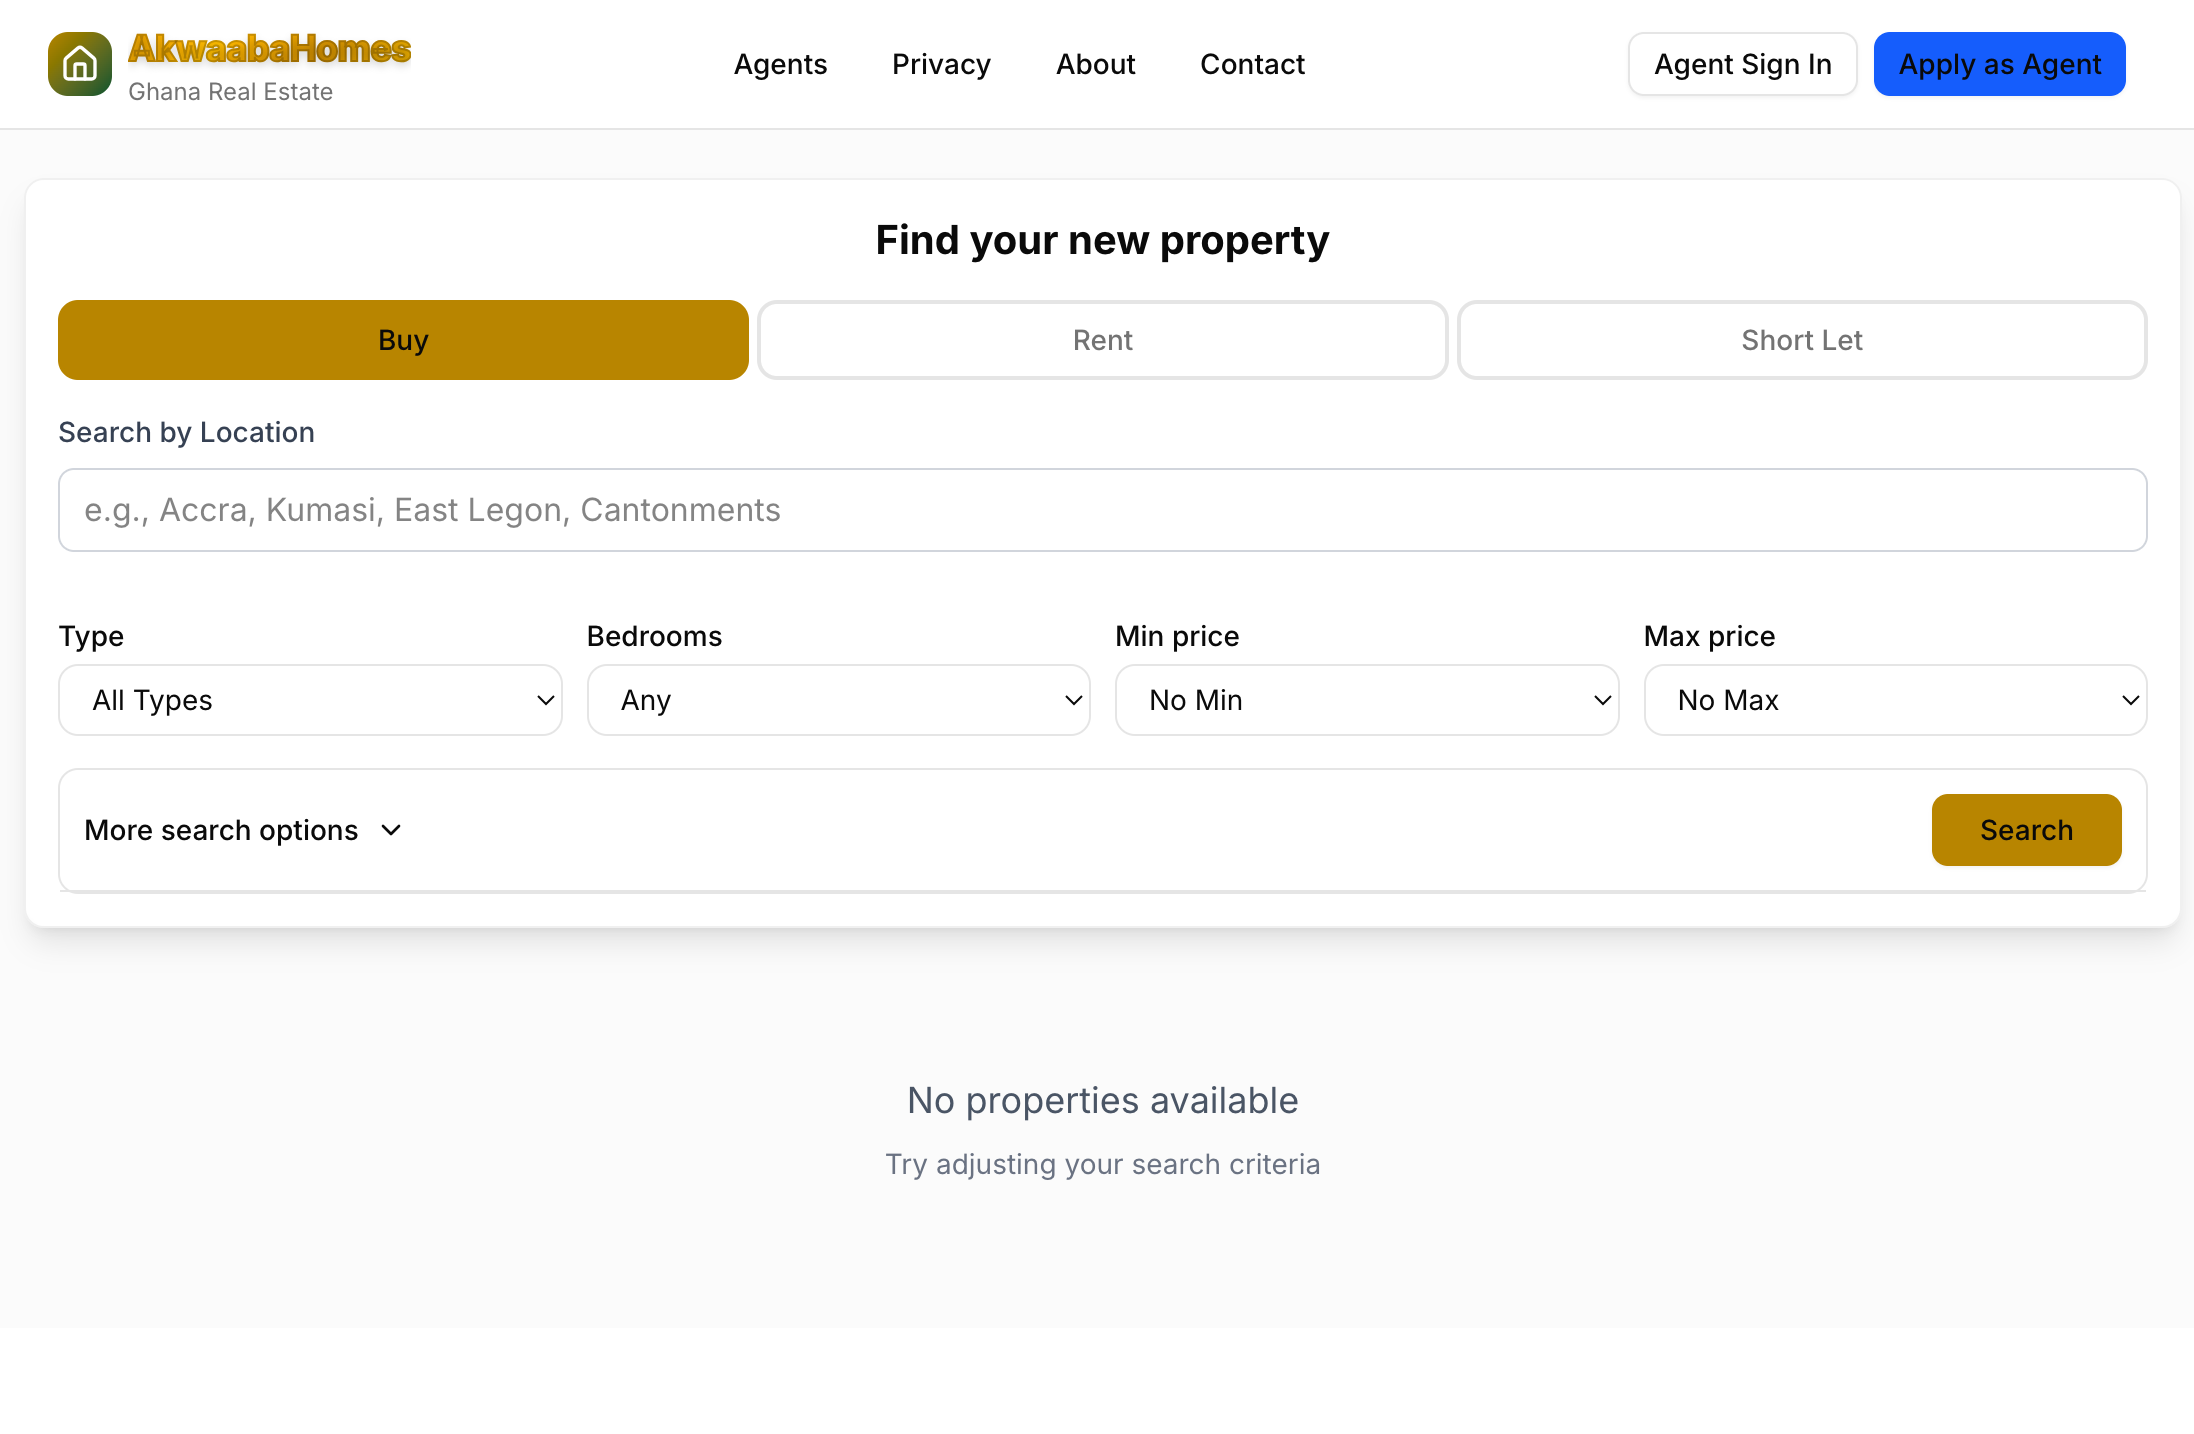 AkwaabaHomes
Ghana Real Estate
Agents
Privacy
About
Contact
Agent Sign In
Apply as Agent
Find your new property
Buy
Rent
Short Let
Search by Location
e.g., Accra, Kumasi, East Legon, Cantonments
Type
Bedrooms
Min price
Max price
All Types
Any
No Min
No Max
More search options
Search
No properties available
Try adjusting your search criteria